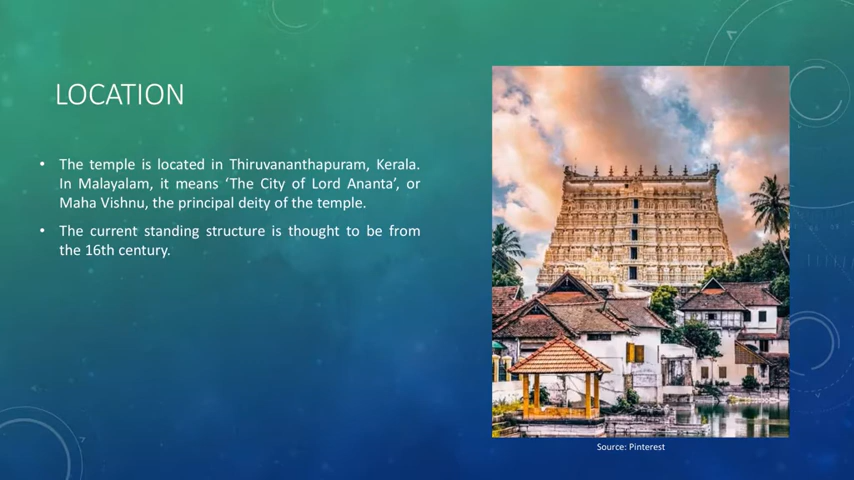 LOCATION
• The temple is located in Thiruvananthapuram, Kerala.
In Malayalam, it means ‘The City of Lord Ananta’, or
Maha Vishnu, the principal deity of the temple.
• The current standing structure is thought to be from
the 16th century.
Source: Pinterest